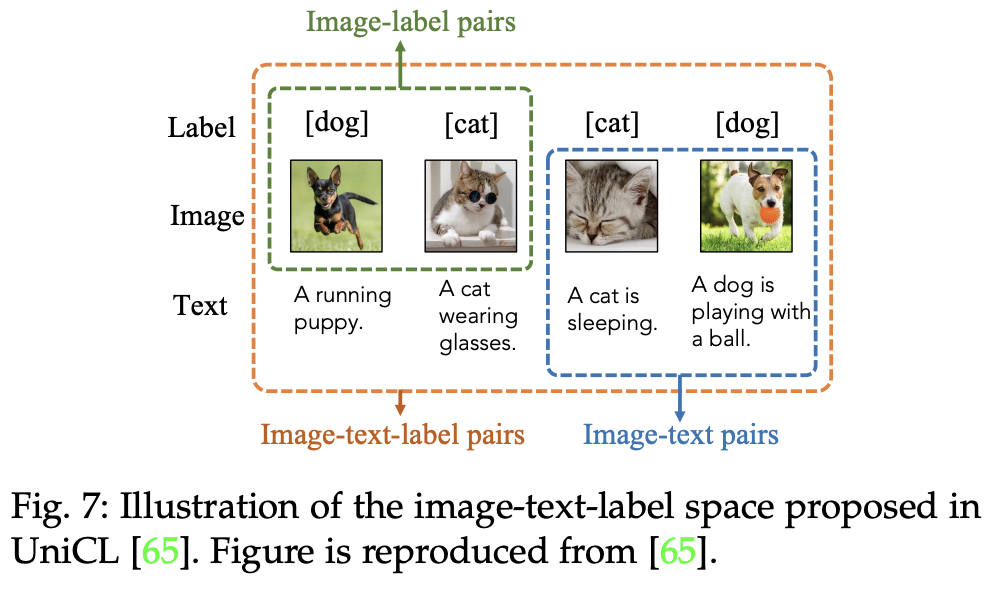 Image-label pairs
Label [dog] [cat] [cat] [dog]
Image
Text
A running
puppy.
A cat
wearing
glasses.
A cat is
sleeping.
A dog is
playing with
a ball.
Image-text-label pairs
Image-text pairs
Fig. 7: Illustration of the image-text-label space proposed in
UniCL [65]. Figure is reproduced from [65].